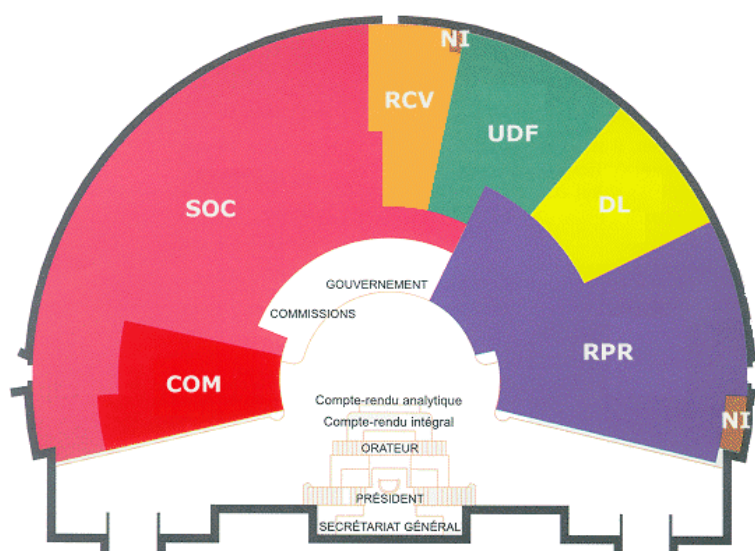 NI
RCV
UDF
SOC
DL
GOUVERNEMENT
COMMISSIONS
RPR
COM
Compte-rendu analytique
NI
Compte-rendu intégral
ORATEUR
PRÉSIDENT
SECRÉTARIAT GÉNÉRAL